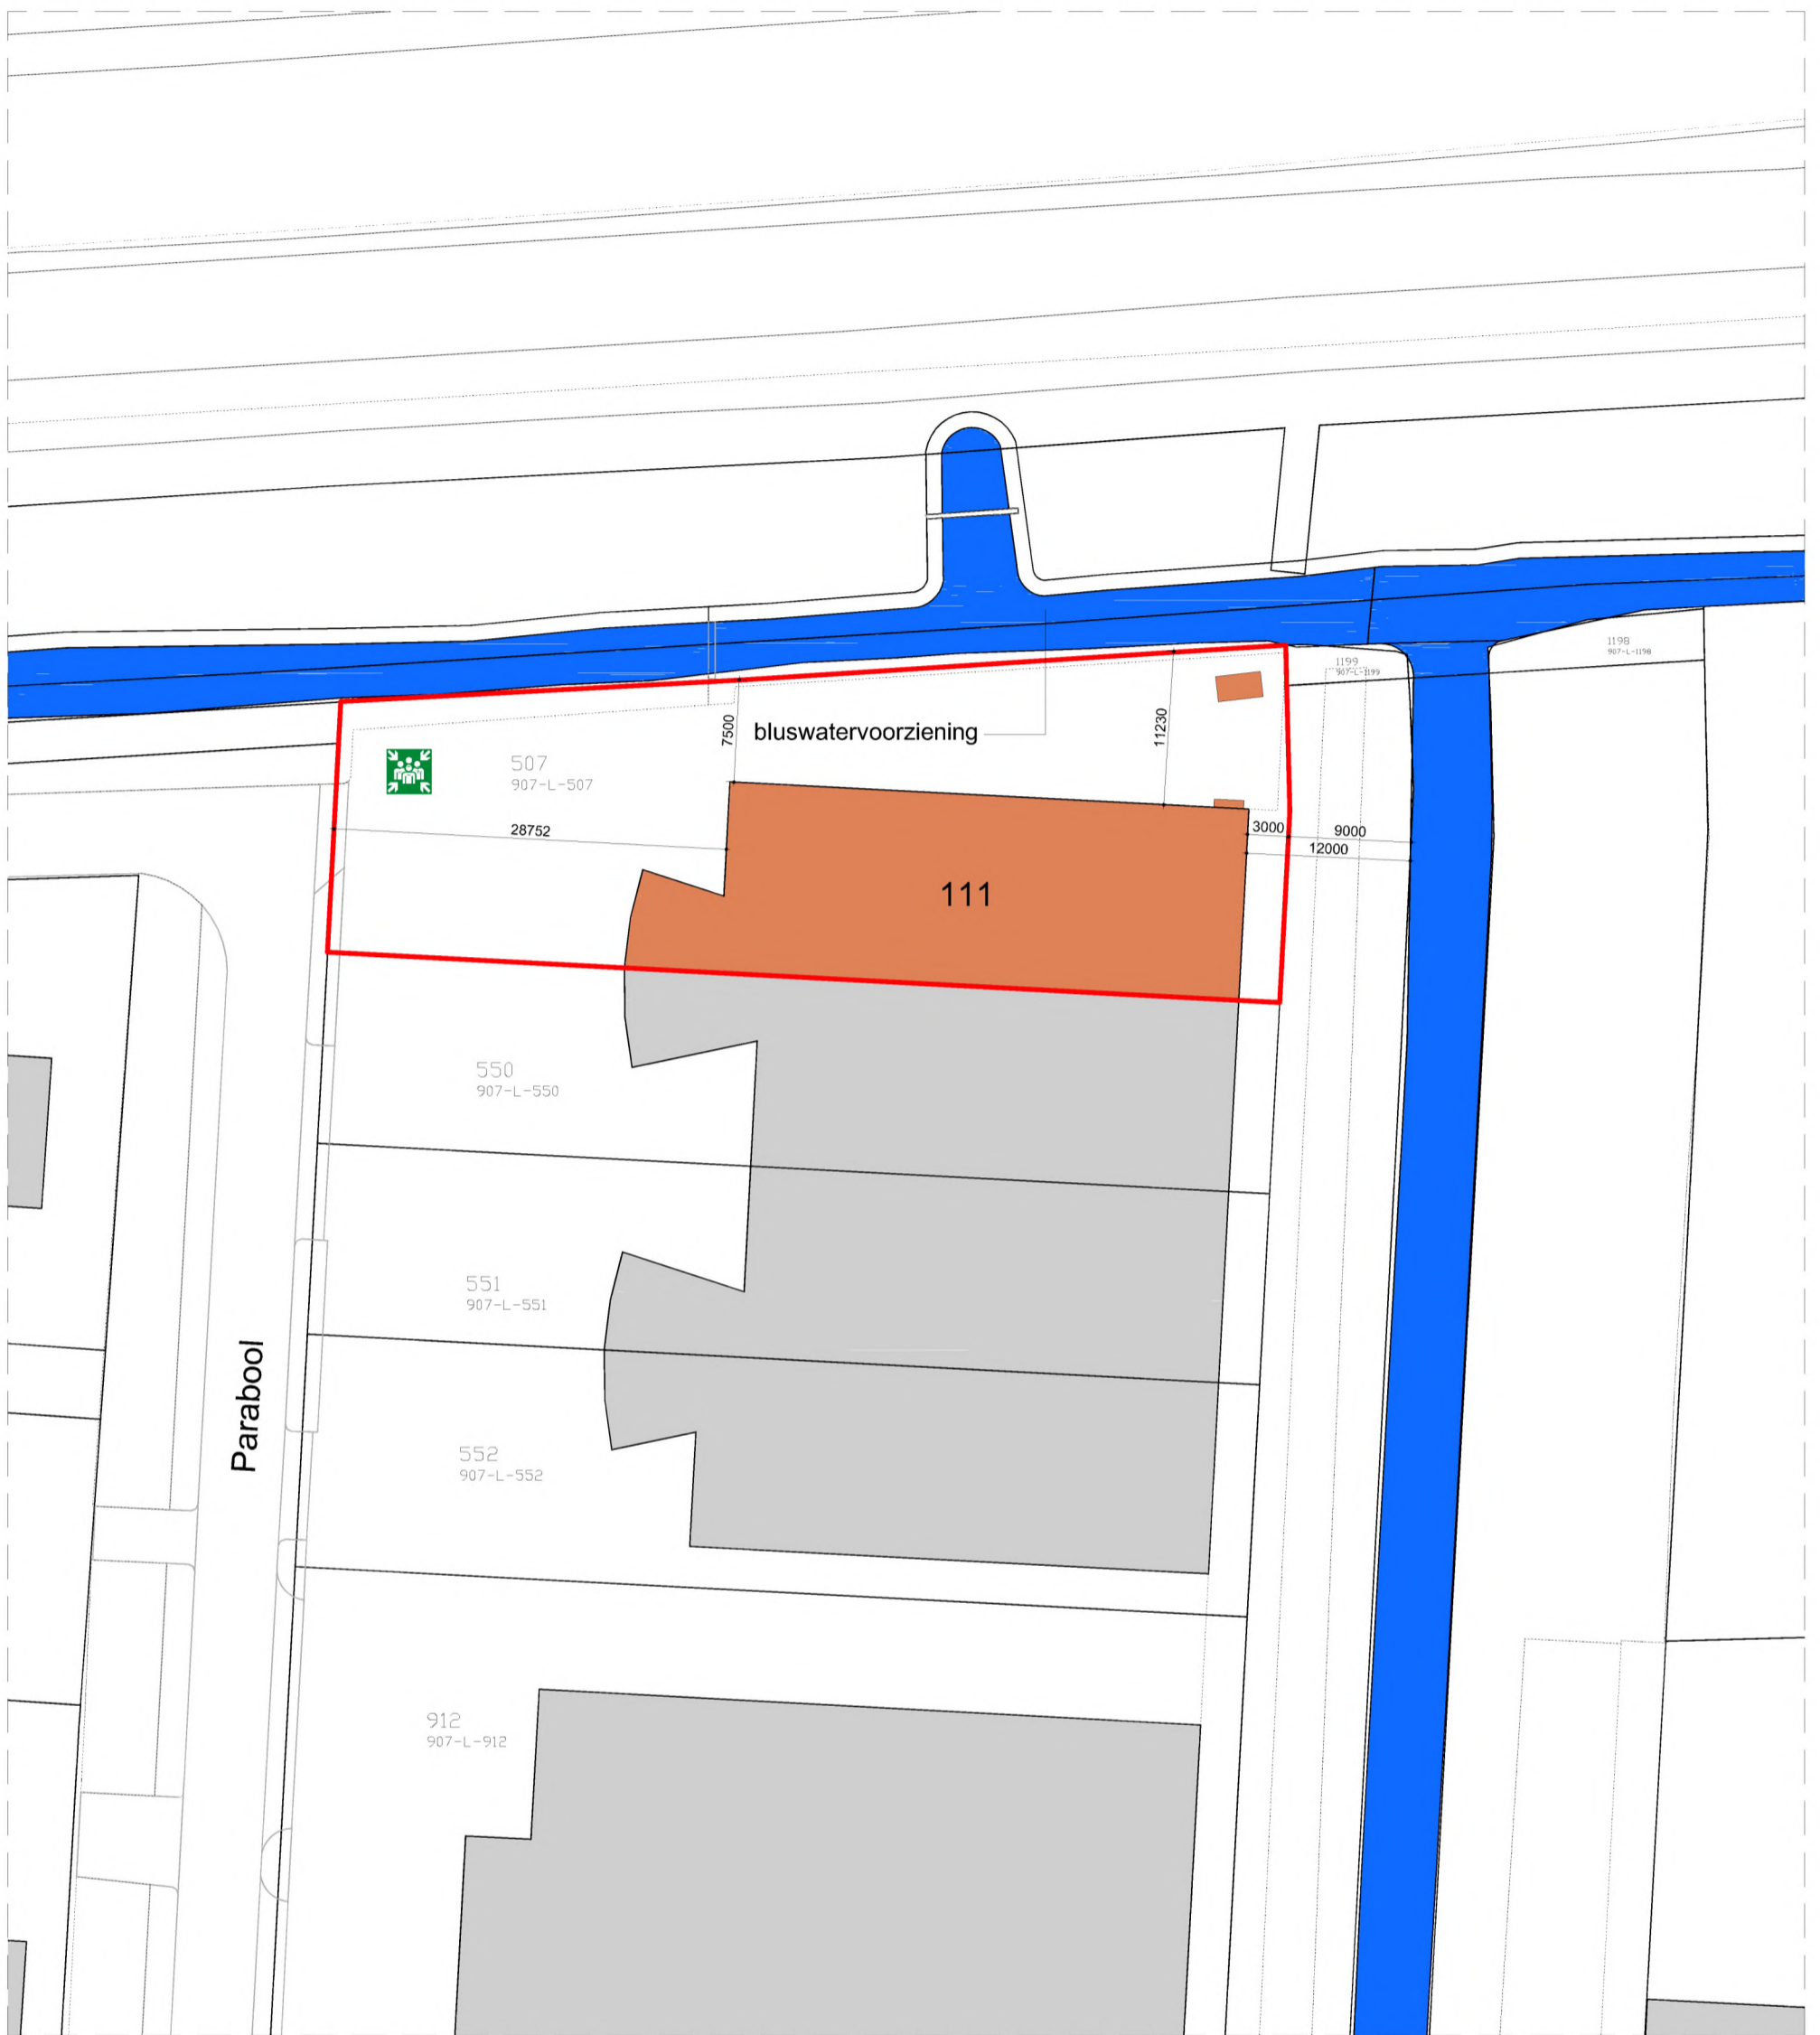 1198
907-L-1198
1199
907-L-1199
7500
bluswatervoorziening
11230
507
907-L-507
28752
3000
9000
12000
111
550
907-L-550
551
907-L-551
Parabool
552
907-L-552
912
907-L-912